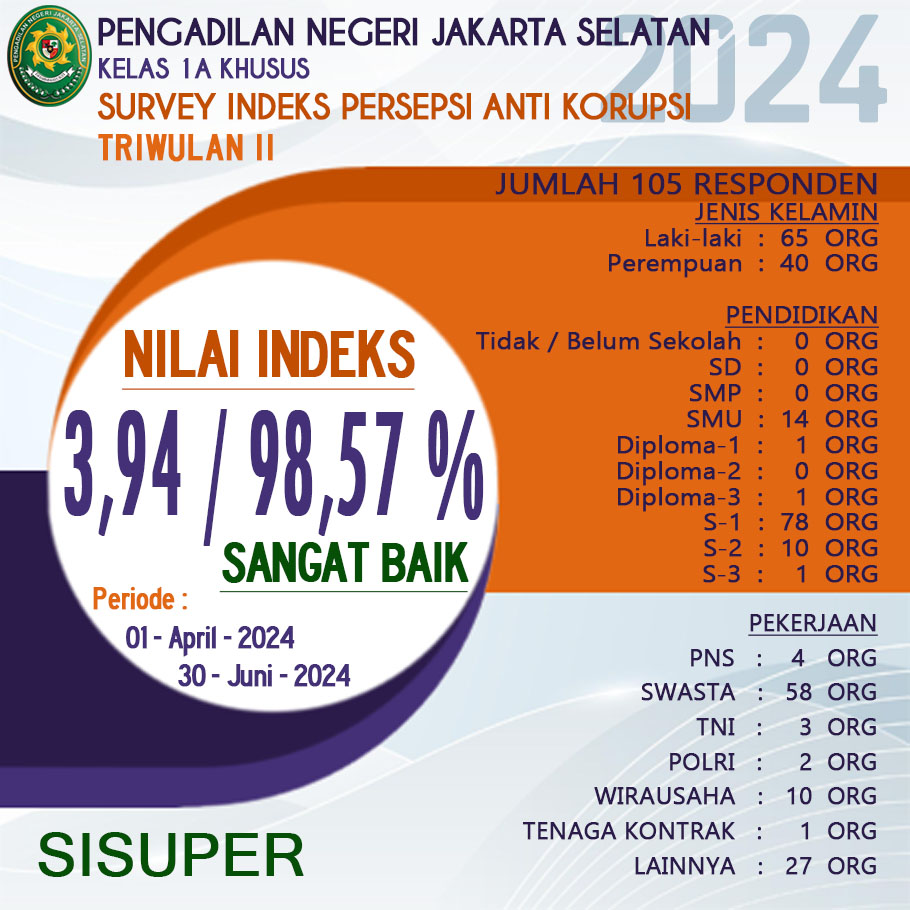 PENGADILAN NEGERI JAKARTA SELATAN
KELAS 1A KHUSUS
2024
SURVEY INDEKS PERSEPSI ANTI KORUPSI
TRIWULAN II
JUMLAH 105 RESPONDEN
JENIS KELAMIN
Laki-laki : 65 ORG
Perempuan : 40 ORG
PENDIDIKAN
Tidak / Belum Sekolah : 0 ORG
SD : 0 ORG
SMP : 0 ORG
SMU : 14 ORG
Diploma-1 : 1 ORG
Diploma-2 : 0 ORG
Diploma-3 : 1 ORG
S-1 : 78 ORG
S-2 : 10 ORG
S-3 : 1 ORG
PEKERJAAN
PNS : 4 ORG
SWASTA : 58 ORG
TNI : 3 ORG
POLRI : 2 ORG
WIRAUSAHA : 10 ORG
TENAGA KONTRAK : 1 ORG
LAINNYA : 27 ORG
NILAI INDEKS
3,94 / 98,57 %
SANGAT BAIK
Periode :
01 - April - 2024
30 - Juni - 2024
SISUPER
PENGADILAN NEGERI JAKARTA SELATAN